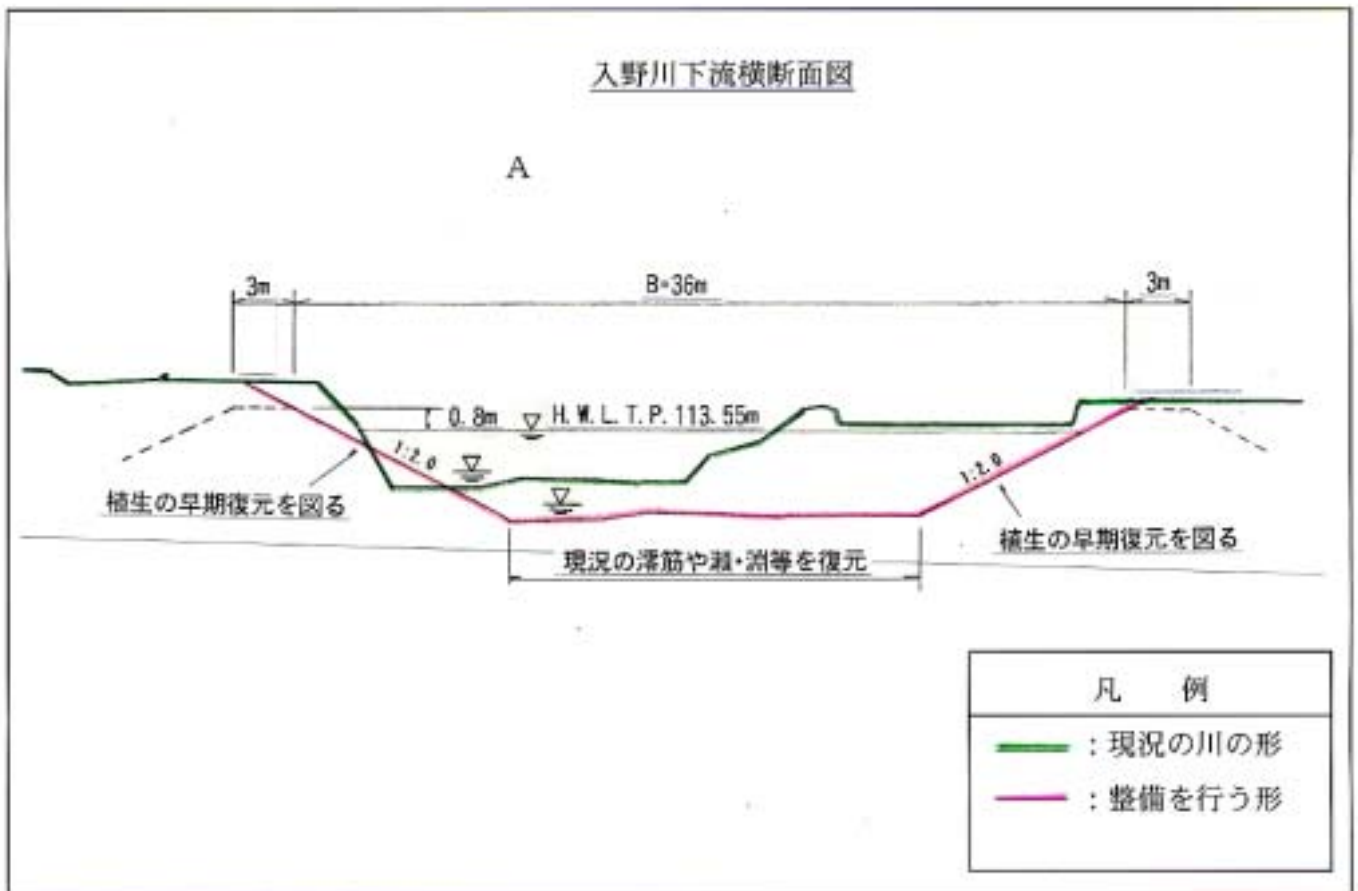 入野川下流横断面図
A
3m
B=36m
3m
0.8m
H.W.L.T.P.113.55m
1:2.0
1:2.0
植生の早期復元を図る
植生の早期復元を図る
現況の澪筋や瀬・淵等を復元
凡 例
：現況の川の形
：整備を行う形